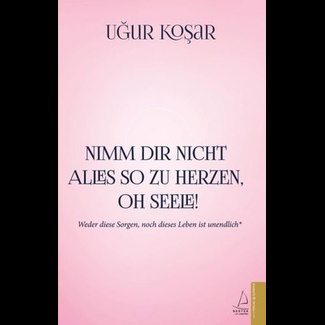 UĞUR KOŞAR
NIMM DIR NICHT
ALLES SO ZU HERZEN,
OH SEELE!
Weder diese Sorgen, noch dieses Leben ist unendlich*
DESTEK